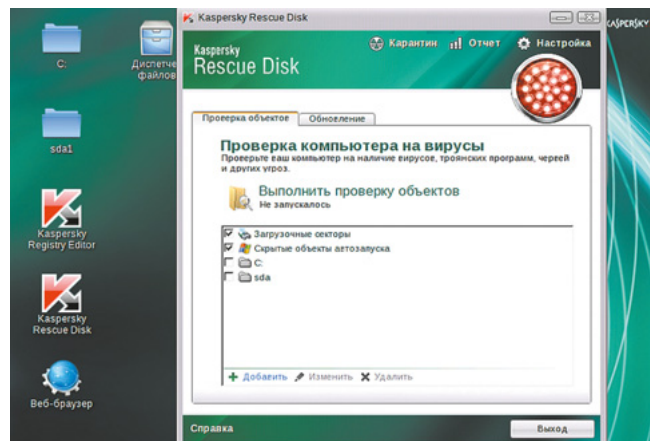 C:
Диспетче
файлов
sda1
Kaspersky
Registry Editor
Kaspersky
Rescue Disk
Веб-браузер
Kaspersky Rescue Disk
KASPERSKY
Kaspersky
Rescue Disk
Карантин
Отчет
Настройка
Проверка объектов
Обновление
Проверка компьютера на вирусы
Проверьте ваш компьютер на наличие вирусов, троянских программ, червей
и других угроз.
Выполнить проверку объектов
Не запускалось
Загрузочные секторы
Скрытые объекты автозапуска
C:
sda
Добавить
Изменить
Удалить
Справка
Выход